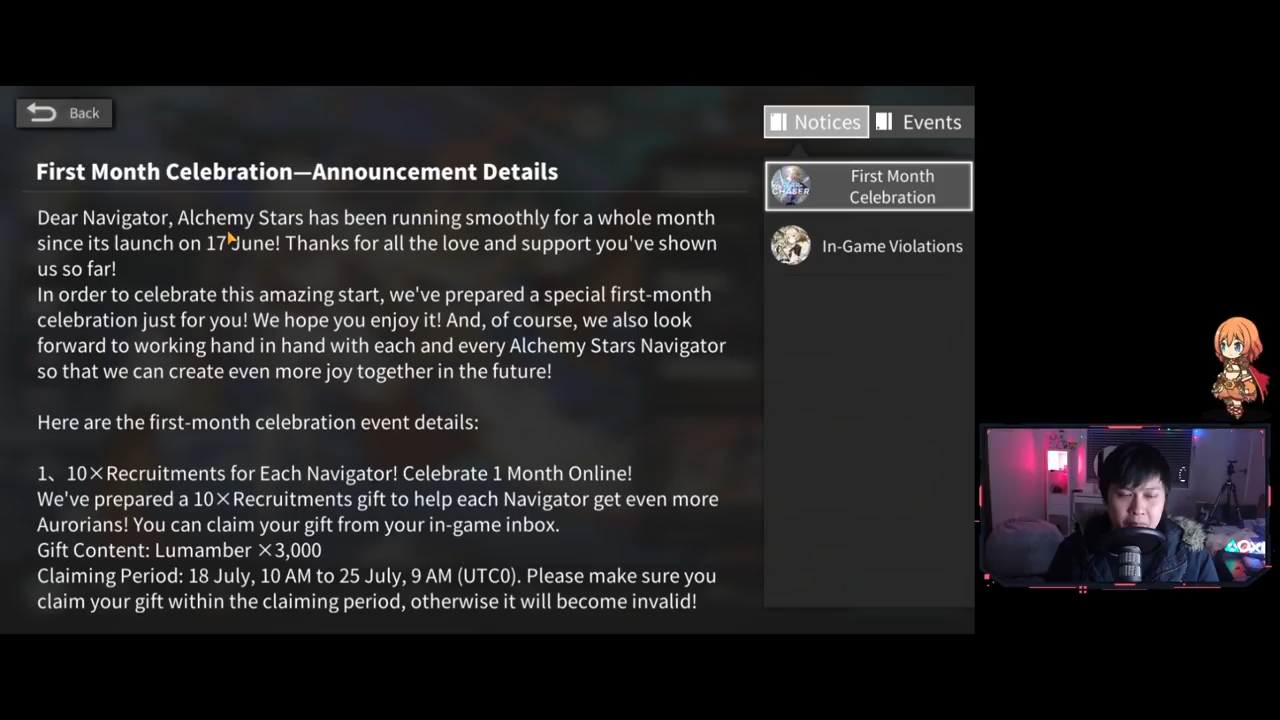 Back
Notices
Events
First Month Celebration—Announcement Details
First Month
Celebration
CHASER
In-Game Violations
Dear Navigator, Alchemy Stars has been running smoothly for a whole month
since its launch on 17 June! Thanks for all the love and support you've shown
us so far!
In order to celebrate this amazing start, we've prepared a special first-month
celebration just for you! We hope you enjoy it! And, of course, we also look
forward to working hand in hand with each and every Alchemy Stars Navigator
so that we can create even more joy together in the future!
Here are the first-month celebration event details:
1、10×Recruitments for Each Navigator! Celebrate 1 Month Online!
We've prepared a 10×Recruitments gift to help each Navigator get even more
Aurorians! You can claim your gift from your in-game inbox.
Gift Content: Lumamber ×3,000
Claiming Period: 18 July, 10 AM to 25 July, 9 AM (UTC0). Please make sure you
claim your gift within the claiming period, otherwise it will become invalid!